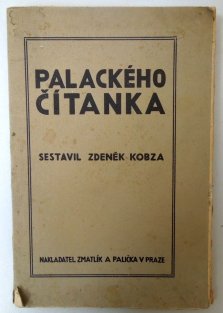 PALACKÉHO
ČÍTANKA
SESTAVIL ZDENĚK KOBZA
NAKLADATEL ZMATLÍK A PALIČKA V PRAZE